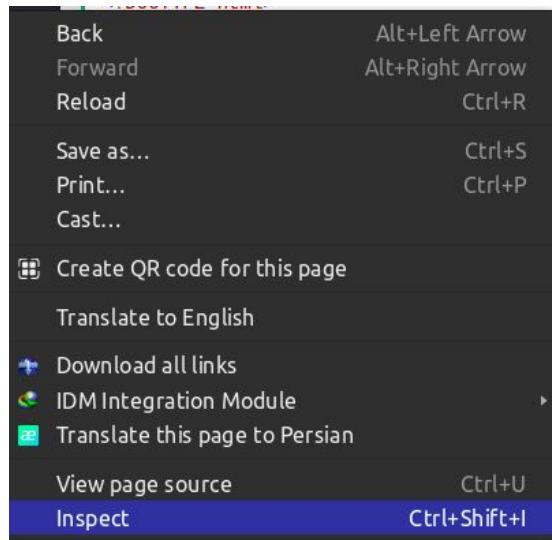 Back Alt+Left Arrow
Forward Alt+Right Arrow
Reload Ctrl+R
Save as… Ctrl+S
Print… Ctrl+P
Cast…
Create QR code for this page
Translate to English
Download all links
IDM Integration Module
æ Translate this page to Persian
View page source Ctrl+U
Inspect Ctrl+Shift+I